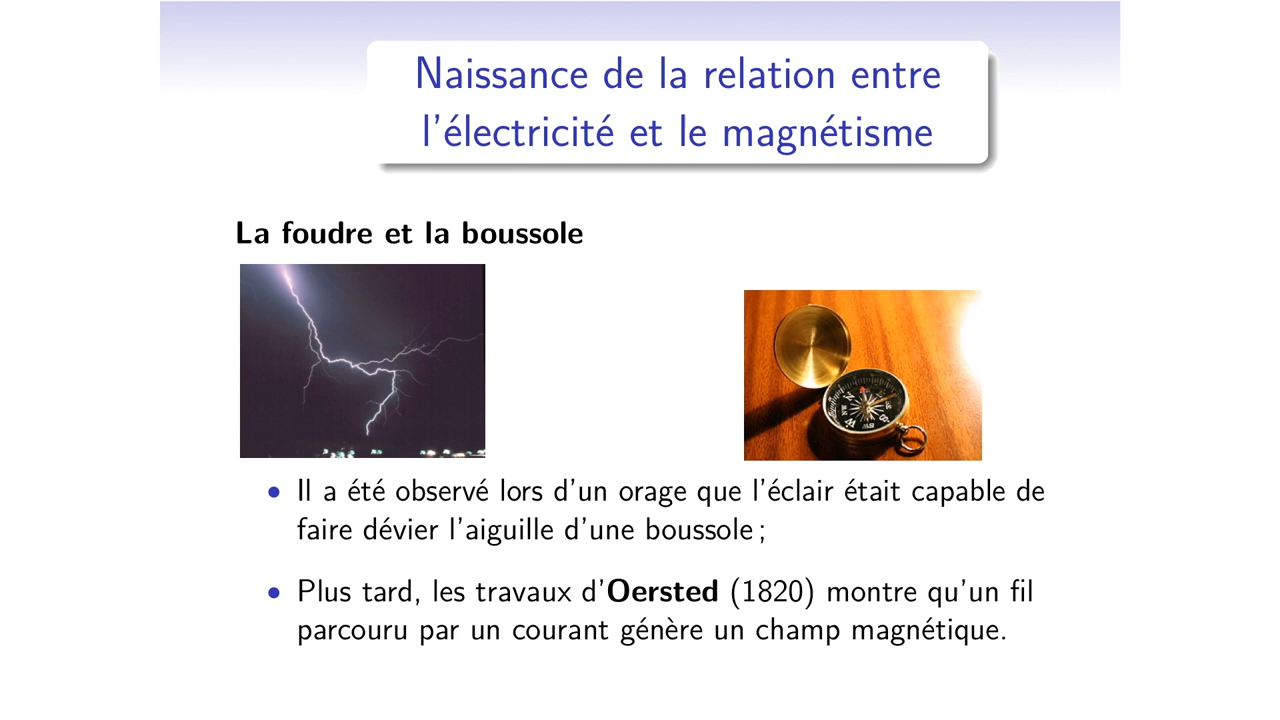 Naissance de la relation entre
l'électricité et le magnétisme
La foudre et la boussole
• Il a été observé lors d'un orage que l'éclair était capable de
faire dévier l'aiguille d'une boussole ;
• Plus tard, les travaux d'Oersted (1820) montre qu'un fil
parcouru par un courant génère un champ magnétique.